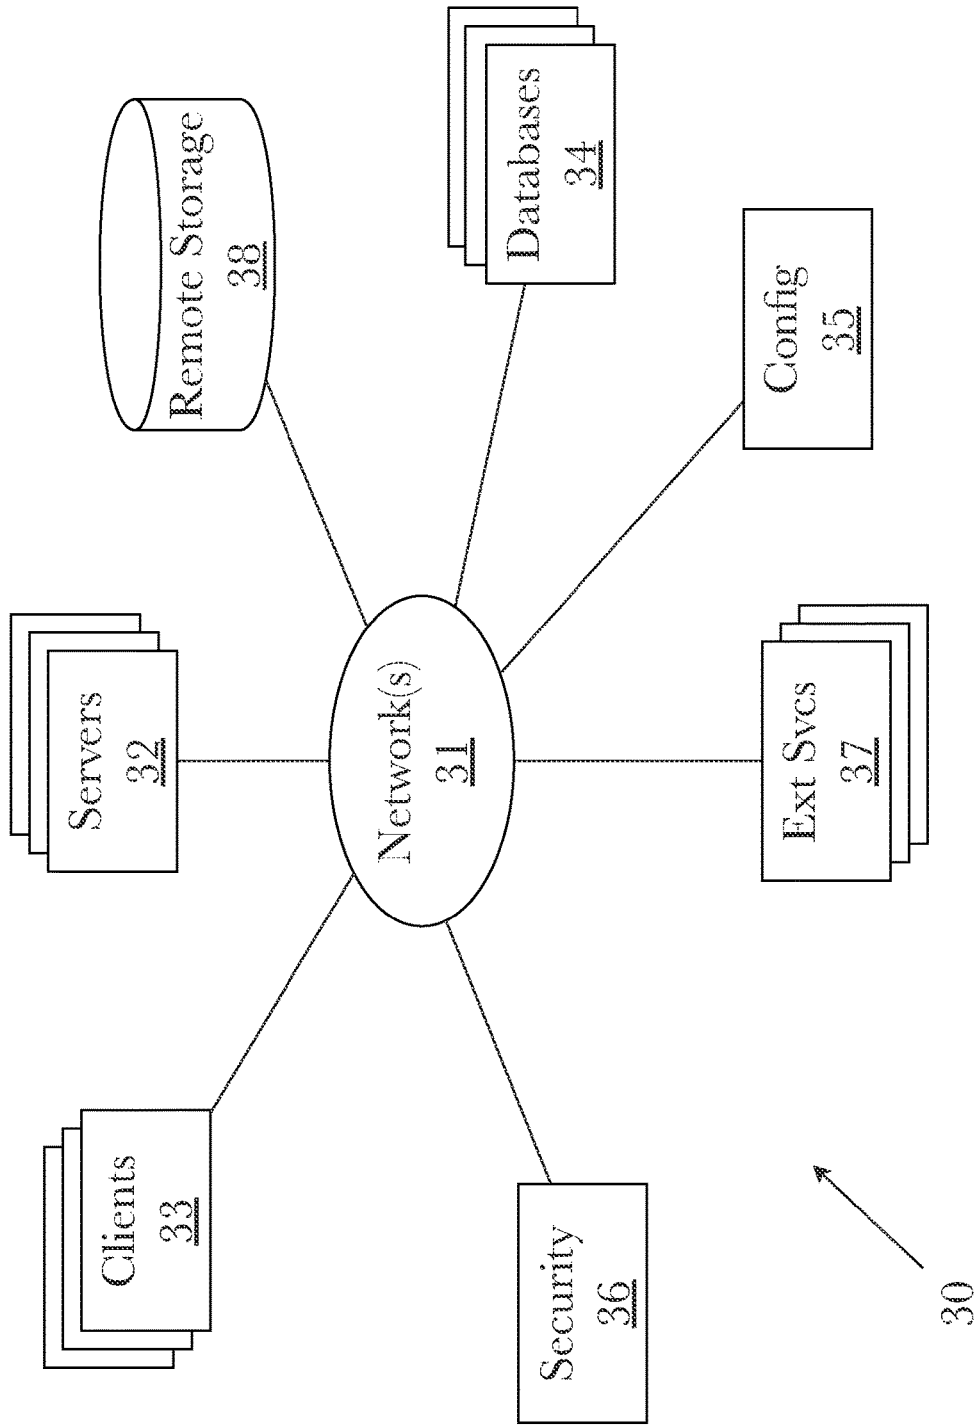 Clients
33
Servers
32
Remote Storage
38
Network(s)
31
Databases
34
Security
36
Ext Svcs
37
Config
35
30